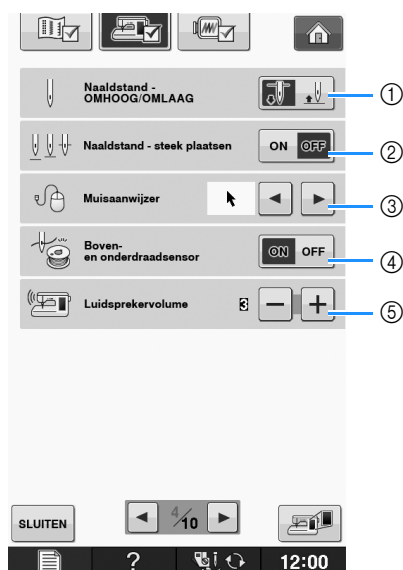 Naaldstand -
OMHOOG/OMLAAG
①
Naaldstand - steek plaatsen
ON OFF
②
Muisaanwijzer
③
Boven-
en onderdraadsensor
ON OFF
④
Luidsprekervolume
3
− +
⑤
SLUITEN
4/10
?
12:00